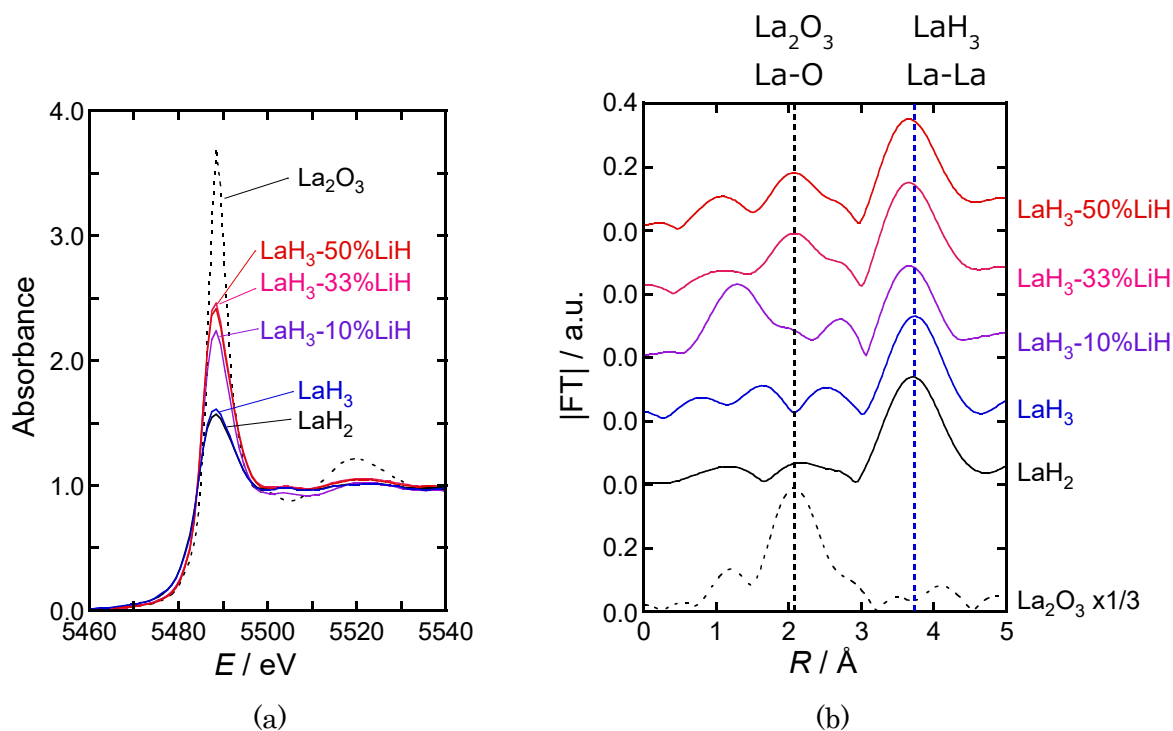 4.0
3.0
2.0
1.0
0.0
Absorbance
La₂O₃
LaH₃-50%LiH
LaH₃-33%LiH
LaH₃-10%LiH
LaH₃
LaH₂
5460 5480 5500 5520 5540
E / eV
(a)
La₂O₃ LaH₃
La-O La-La
0.4
0.2
0.0
0.0
0.0
0.0
0.0
0.2
0.0
|FT| / a.u.
LaH₃-50%LiH
LaH₃-33%LiH
LaH₃-10%LiH
LaH₃
LaH₂
La₂O₃ x1/3
0 1 2 3 4 5
R / Å
(b)